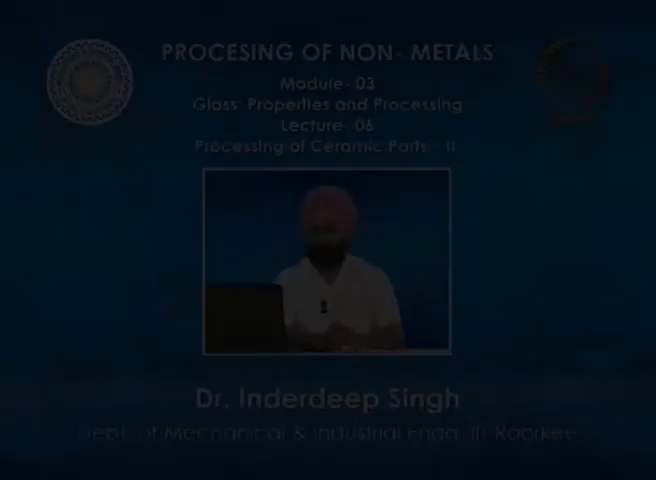 PROCESING OF NON- METALS
Module- 03
Glass: Properties and Processing
Lecture- 06
Processing of Ceramic Parts - II
Dr. Inderdeep Singh
Dept. of Mechanical & Industrial Engg. IIT Roorkee